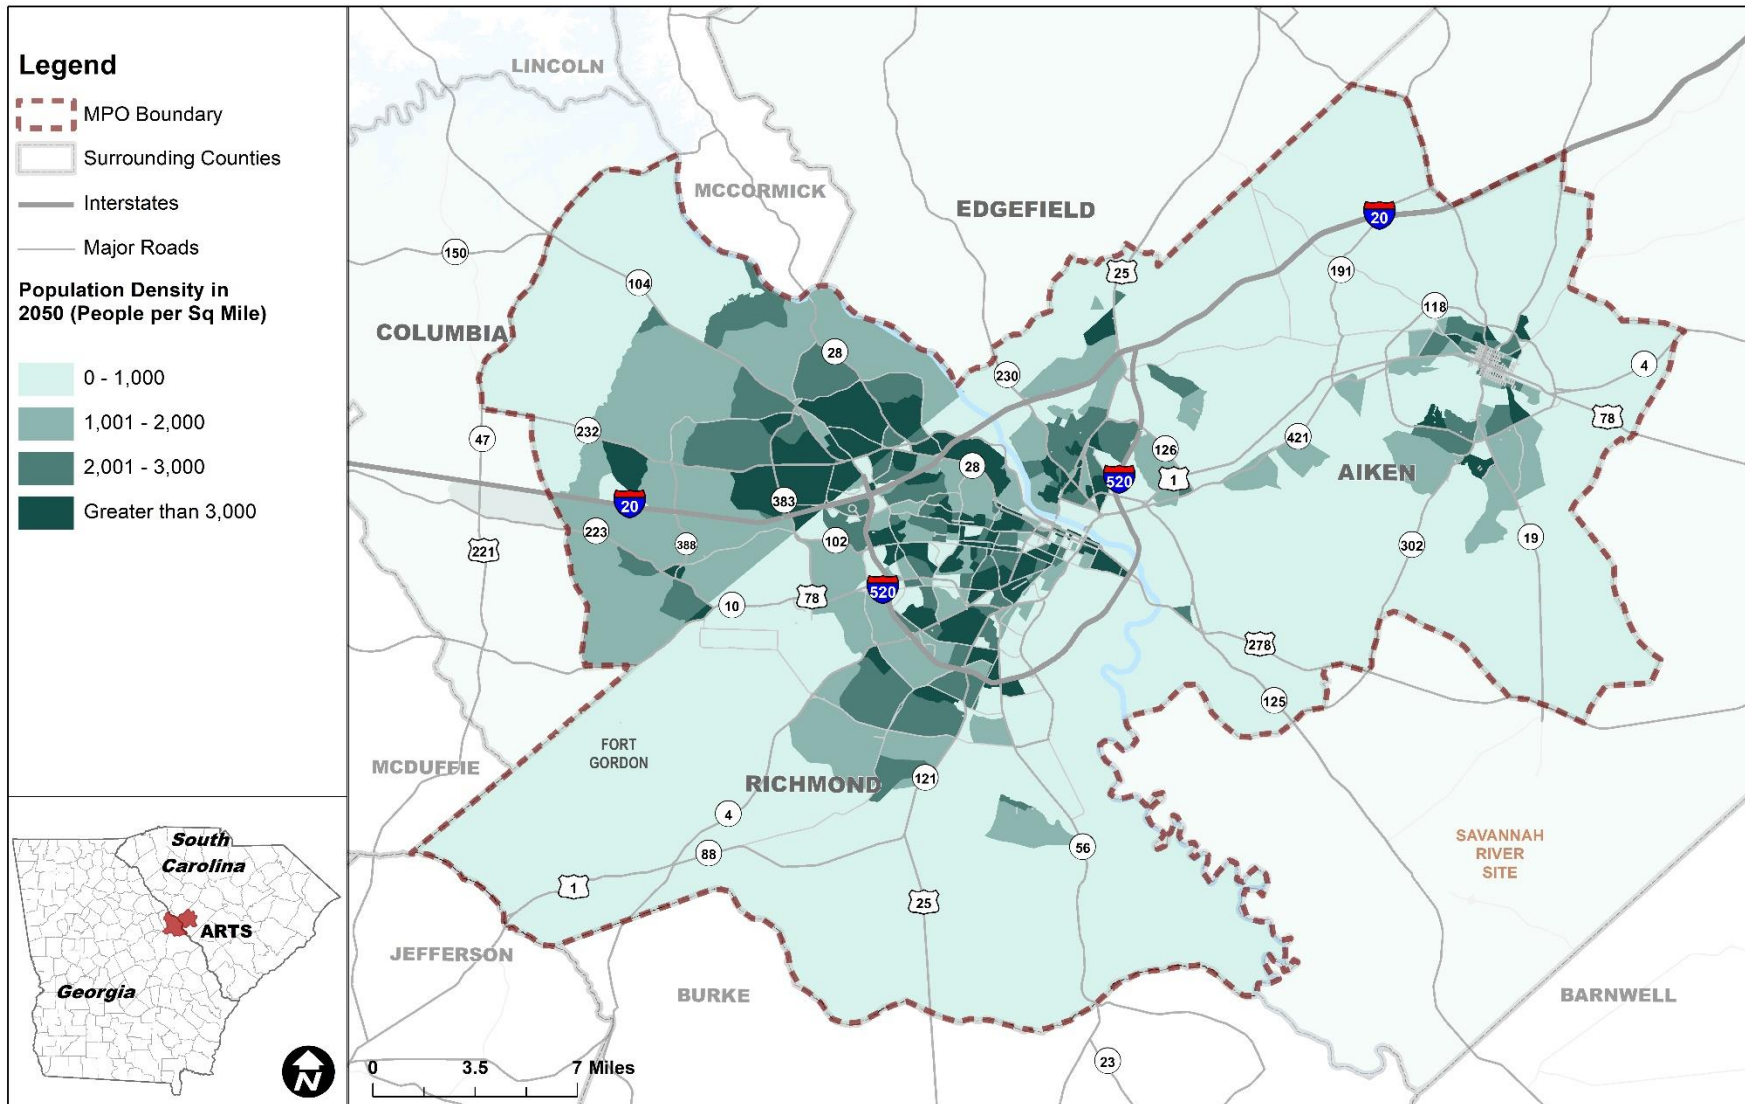 Legend
MPO Boundary
Surrounding Counties
Interstates
Major Roads
Population Density in
2050 (People per Sq Mile)
0 - 1,000
1,001 - 2,000
2,001 - 3,000
Greater than 3,000
South
Carolina
ARTS
Georgia
N
LINCOLN
MCCORMICK
EDGEFIELD
20
25
150
191
104
118
COLUMBIA
28
4
230
78
232
47
421
126
28
AIKEN
1
520
383
20
223
102
19
388
302
221
520
78
10
278
125
FORT
GORDON
MCDUFFIE
RICHMOND
121
4
SAVANNAH
RIVER
SITE
88
56
1
25
JEFFERSON
BURKE
BARNWELL
23
0 3.5 7 Miles